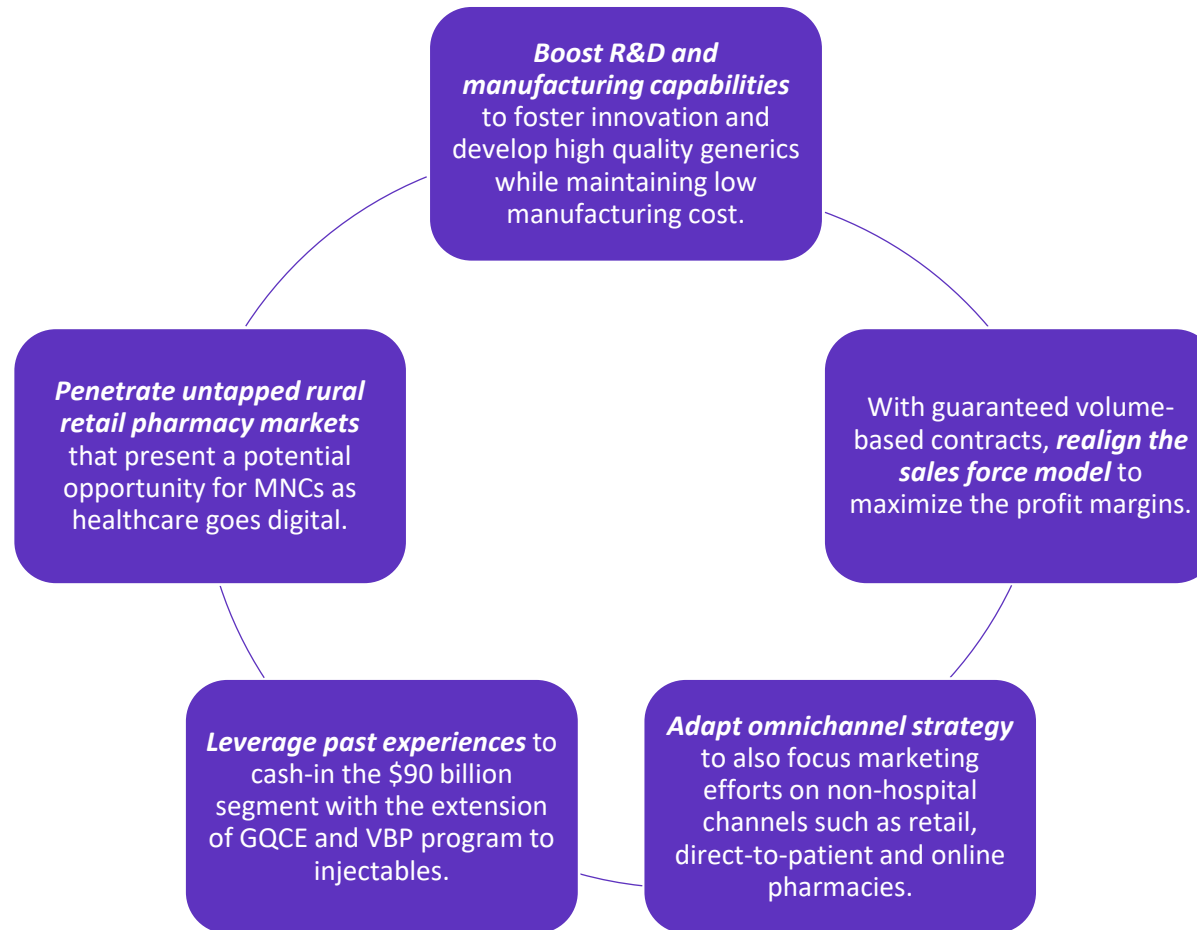 Boost R&D and
manufacturing capabilities
to foster innovation and
develop high quality generics
while maintaining low
manufacturing cost.
With guaranteed volume-
based contracts, realign the
sales force model to
maximize the profit margins.
Adapt omnichannel strategy
to also focus marketing
efforts on non-hospital
channels such as retail,
direct-to-patient and online
pharmacies.
Leverage past experiences to
cash-in the $90 billion
segment with the extension
of GQCE and VBP program to
injectables.
Penetrate untapped rural
retail pharmacy markets
that present a potential
opportunity for MNCs as
healthcare goes digital.